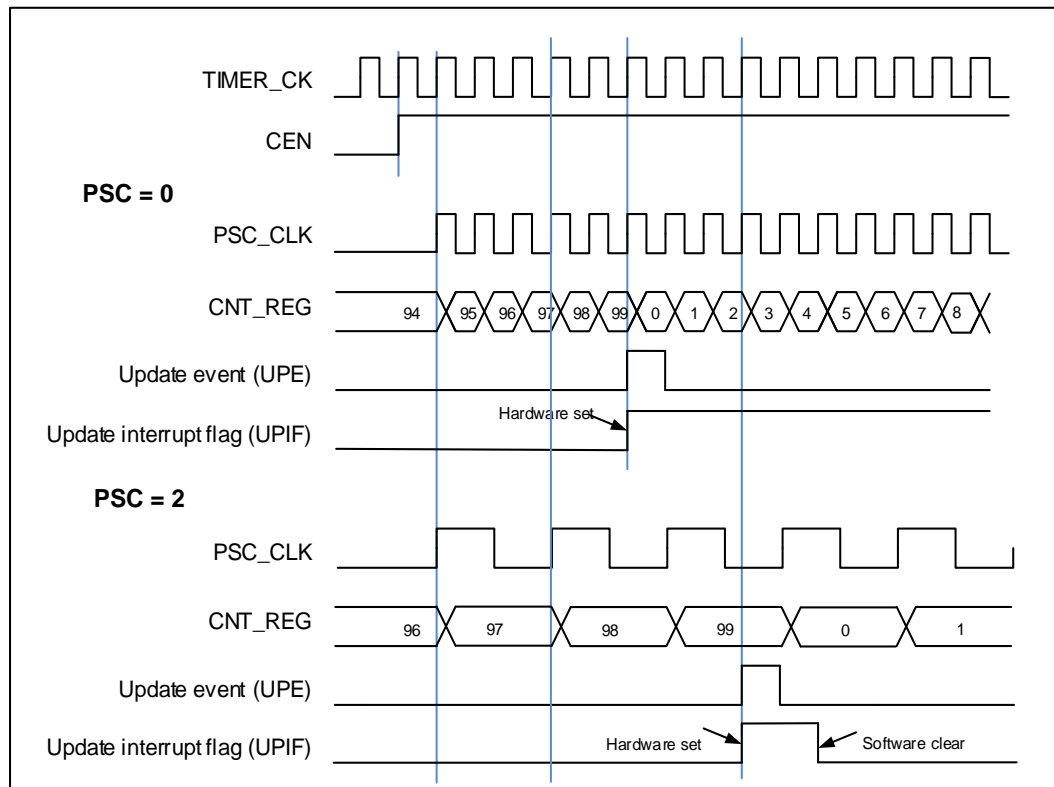 TIMER_CK
CEN
PSC = 0
PSC_CLK
CNT_REG 94 95 96 97 98 99 0 1 2 3 4 5 6 7 8
Update event (UPE)
Hardware set
Update interrupt flag (UPIF)
PSC = 2
PSC_CLK
CNT_REG 96 97 98 99 0 1
Update event (UPE)
Update interrupt flag (UPIF) Hardware set Software clear